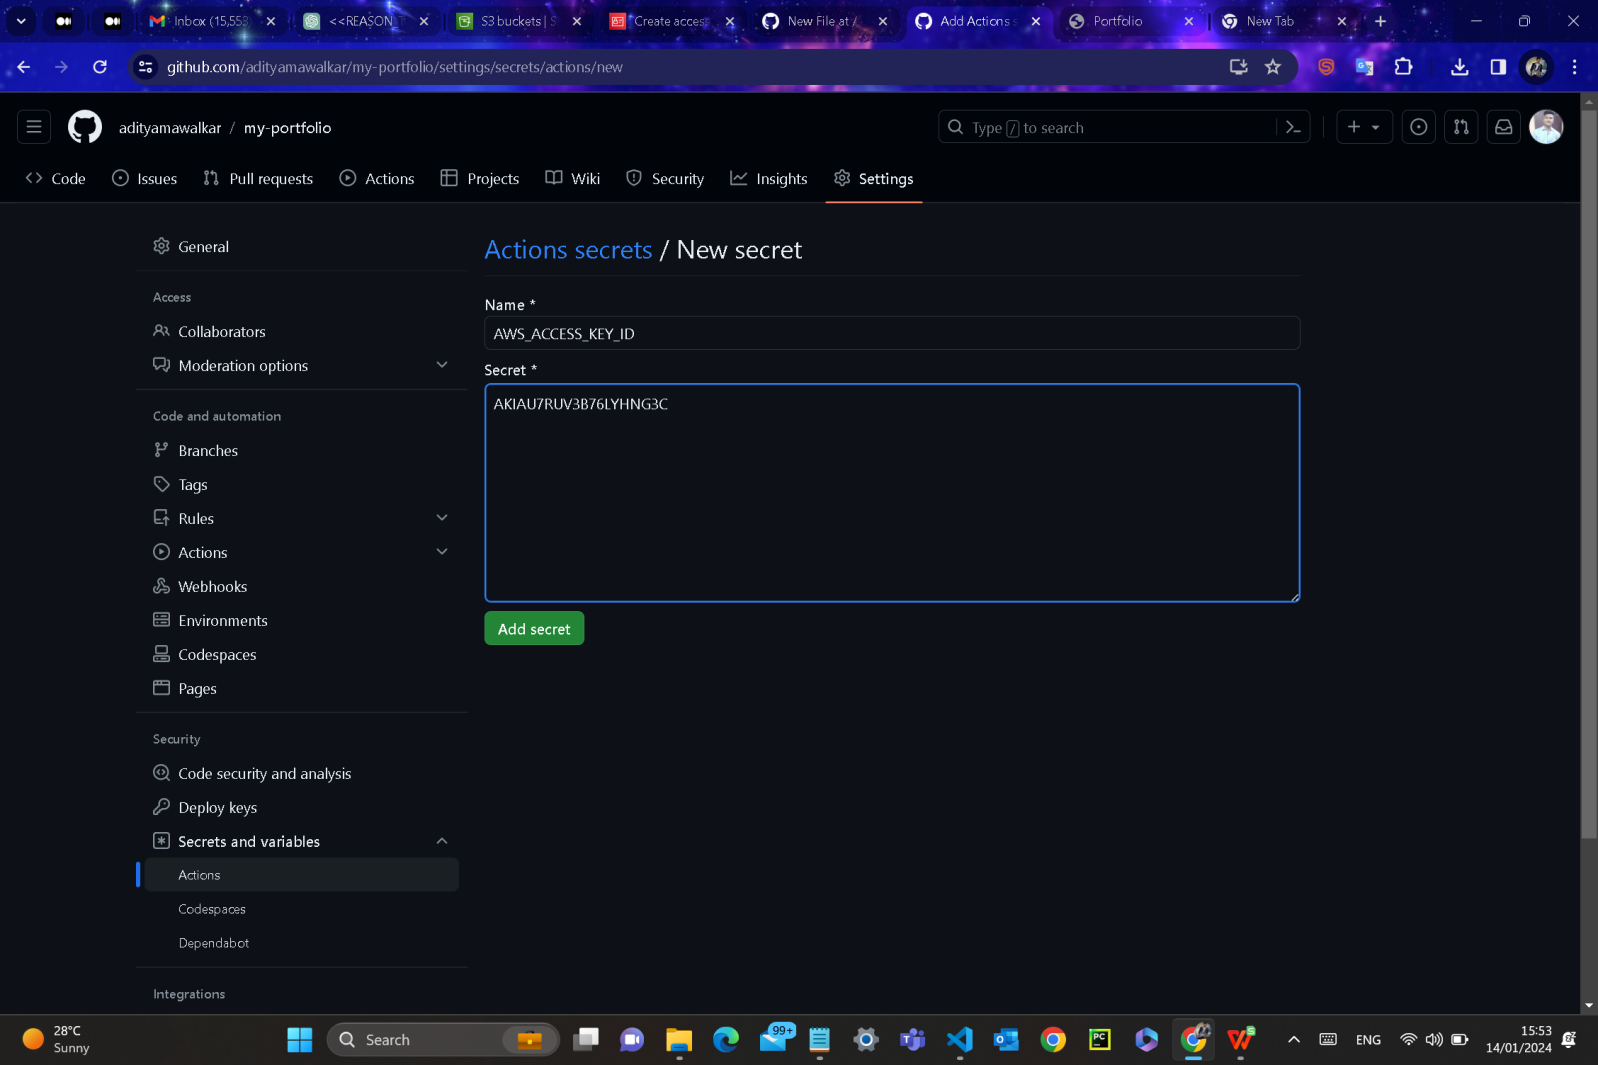 Inbox (15,553
<<REASON T
S3 buckets | S
Create access
New File at /
Add Actions s
Portfolio
New Tab
github.com/adityamawalkar/my-portfolio/settings/secrets/actions/new
adityamawalkar / my-portfolio
Type / to search
Code
Issues
Pull requests
Actions
Projects
Wiki
Security
Insights
Settings
General
Access
Collaborators
Moderation options
Code and automation
Branches
Tags
Rules
Actions
Webhooks
Environments
Codespaces
Pages
Security
Code security and analysis
Deploy keys
Secrets and variables
Actions
Codespaces
Dependabot
Integrations
Actions secrets / New secret
Name *
AWS_ACCESS_KEY_ID
Secret *
AKIAU7RUV3B76LYHNG3C
Add secret
28°C
Sunny
Search
99+
ENG
15:53
14/01/2024